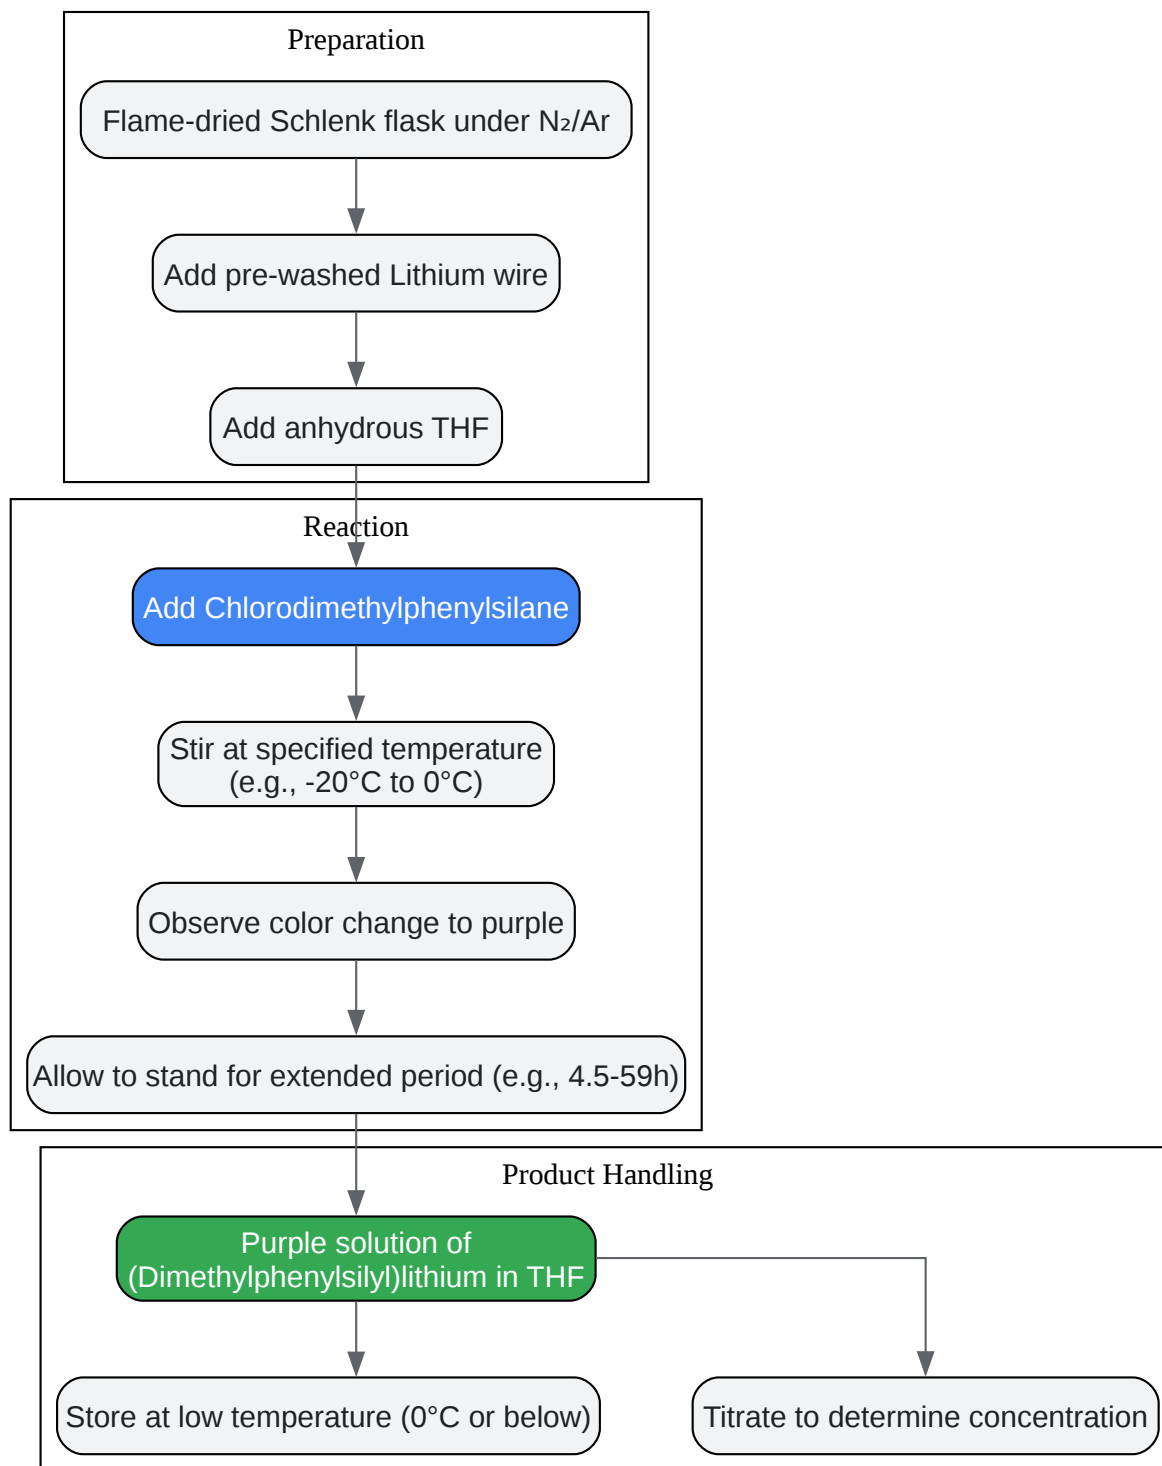 Preparation
Flame-dried Schlenk flask under N₂/Ar
Add pre-washed Lithium wire
Add anhydrous THF
Reaction
Add Chlorodimethylphenylsilane
Stir at specified temperature
(e.g., -20°C to 0°C)
Observe color change to purple
Allow to stand for extended period (e.g., 4.5-59h)
Product Handling
Purple solution of
(Dimethylphenylsilyl)lithium in THF
Store at low temperature (0°C or below)
Titrate to determine concentration